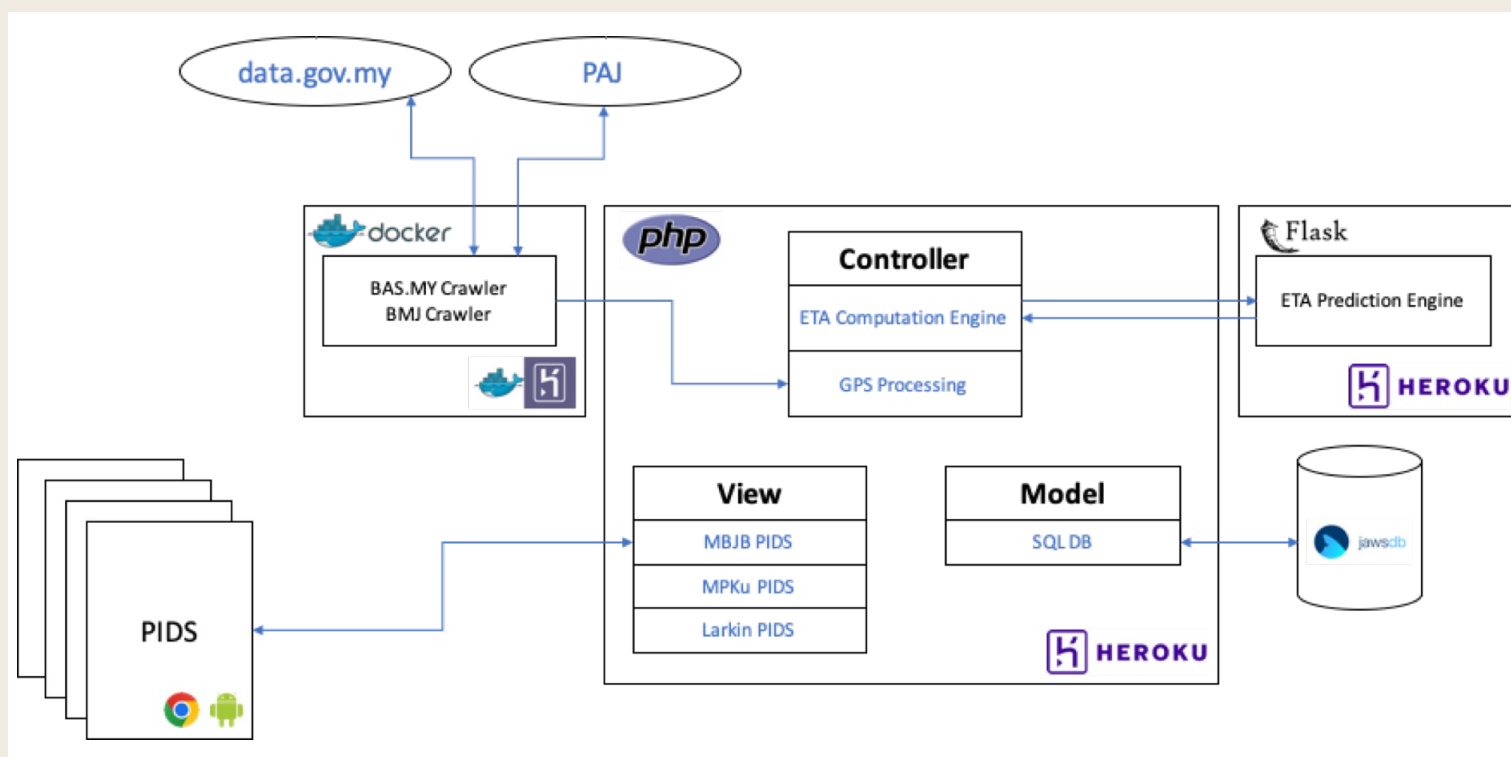 data.gov.my
PAJ
docker
BAS.MY Crawler
BMJ Crawler
php
Controller
ETA Computation Engine
GPS Processing
Flask
ETA Prediction Engine
HEROKU
View
MBJB PIDS
MPKu PIDS
Larkin PIDS
Model
SQL DB
HEROKU
jawsdb
PIDS